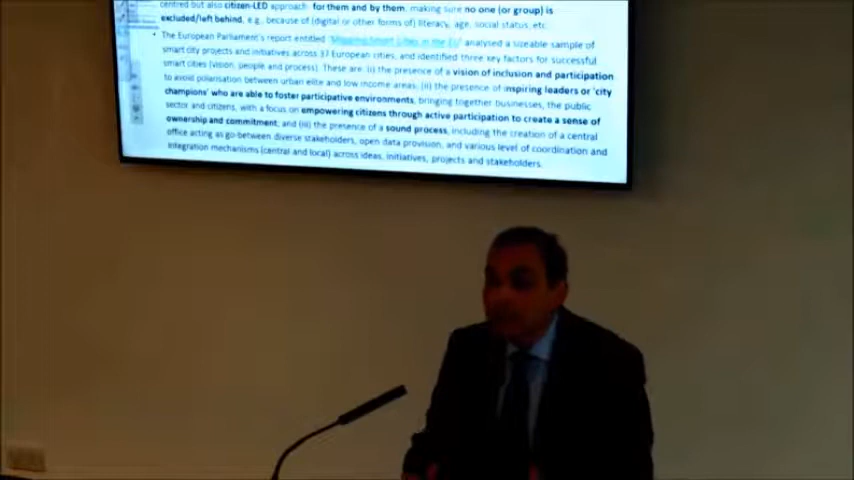 centred but also citizen-LED approach: for them and by them, making sure no one (or group) is
excluded/left behind, e.g. because of (digital or other forms of) literacy, age, social status, etc.
• The European Parliament's report entitled 'Mapping Smart Cities in the EU' analysed a sizeable sample of
smart city projects and initiatives across 37 European cities, and identified three key factors for successful
smart cities (vision, people and process). These are: (i) the presence of a vision of inclusion and participation
to avoid polarisation between urban elite and low income areas; (ii) the presence of inspiring leaders or 'city
champions' who are able to foster participative environments, bringing together businesses, the public
sector and citizens, with a focus on empowering citizens through active participation to create a sense of
ownership and commitment; and (iii) the presence of a sound process, including the creation of a central
office acting as go-between diverse stakeholders, open data provision, and various level of coordination and
integration mechanisms (central and local) across ideas, initiatives, projects and stakeholders.